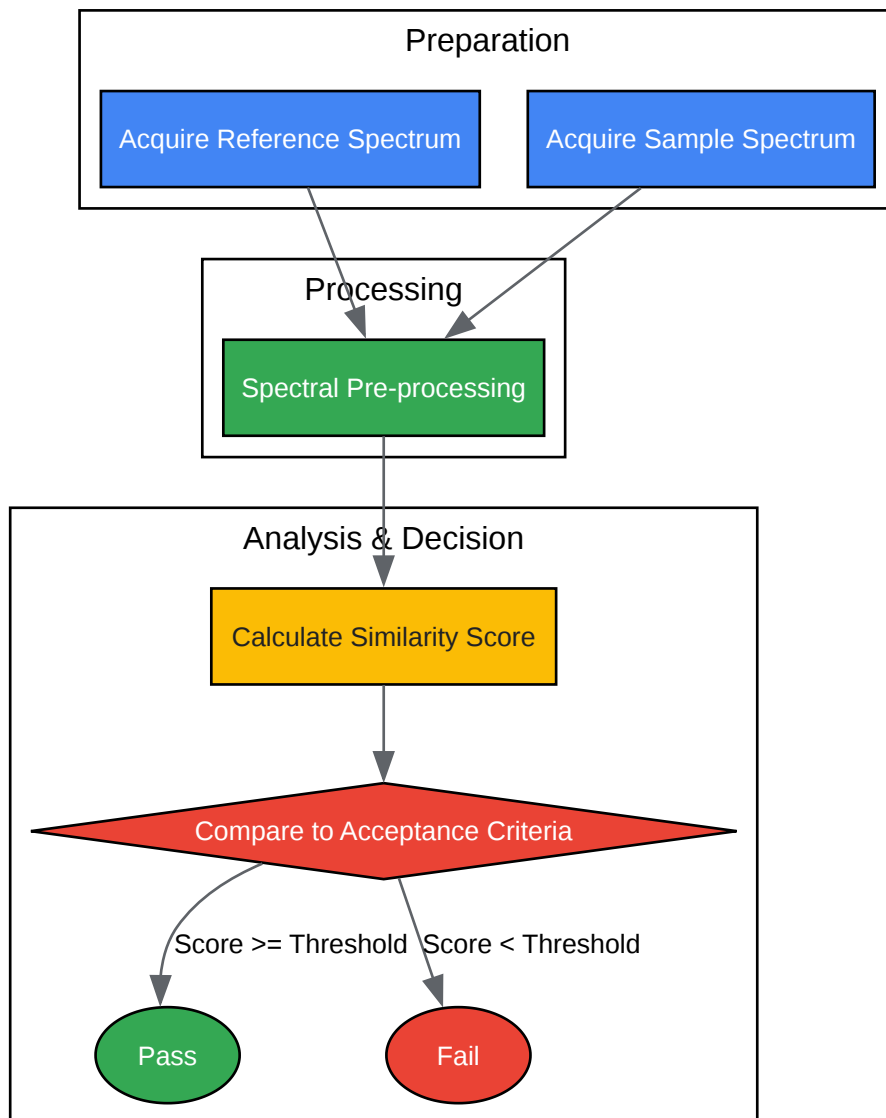 Preparation
Acquire Reference Spectrum
Acquire Sample Spectrum
Processing
Spectral Pre-processing
Analysis & Decision
Calculate Similarity Score
Compare to Acceptance Criteria
Score >= Threshold
Score < Threshold
Pass
Fail